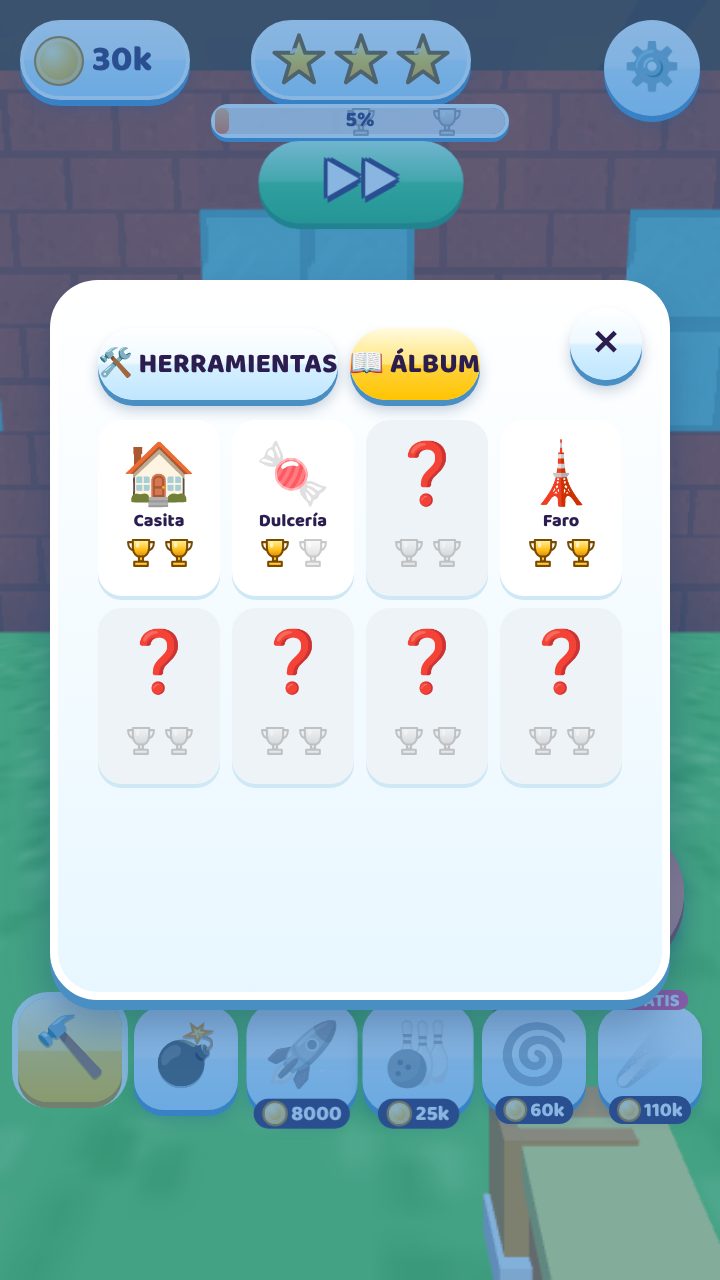 30k
5%
HERRAMIENTAS
ÁLBUM
Casita
Dulcería
Faro
8000
25k
60k
110k